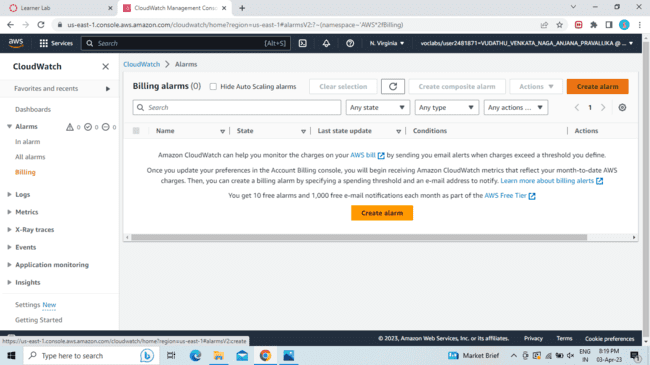 Learner Lab
CloudWatch Management Conso
us-east-1.console.aws.amazon.com/cloudwatch/home?region=us-east-1#alarmsV2:?~(namespace~'AWS*2fBilling)
aws
Services
Search
[Alt+S]
N. Virginia
voclabs/user2481871=VUDATHU_VENKATA_NAGA_ANJANA_PRAVALLIKA @ ...
CloudWatch
Favorites and recents
Dashboards
Alarms
0
0
0
In alarm
All alarms
Billing
Logs
Metrics
X-Ray traces
Events
Application monitoring
Insights
Settings New
Getting Started
CloudWatch
Alarms
Billing alarms (0)
Hide Auto Scaling alarms
Clear selection
Create composite alarm
Actions
Create alarm
Search
Any state
Any type
Any actions ...
1
Name
State
Last state update
Conditions
Actions
Amazon CloudWatch can help you monitor the charges on your AWS bill by sending you email alerts when charges exceed a threshold you define.
Once you update your preferences in the Account Billing console, you will begin receiving Amazon CloudWatch metrics that reflect your month-to-date AWS
charges. Then, you can create a billing alarm by specifying a spending threshold and an e-mail address to notify. Learn more about billing alerts
You get 10 free alarms and 1,000 free e-mail notifications each month as part of the AWS Free Tier
Create alarm
https://us-east-1.console.aws.amazon.com/cloudwatch/home?region=us-east-1#alarmsV2:create
© 2023, Amazon Web Services, Inc. or its affiliates.
Privacy
Terms
Cookie preferences
Type here to search
Market Brief
ENG
IN
8:19 PM
03-Apr-23